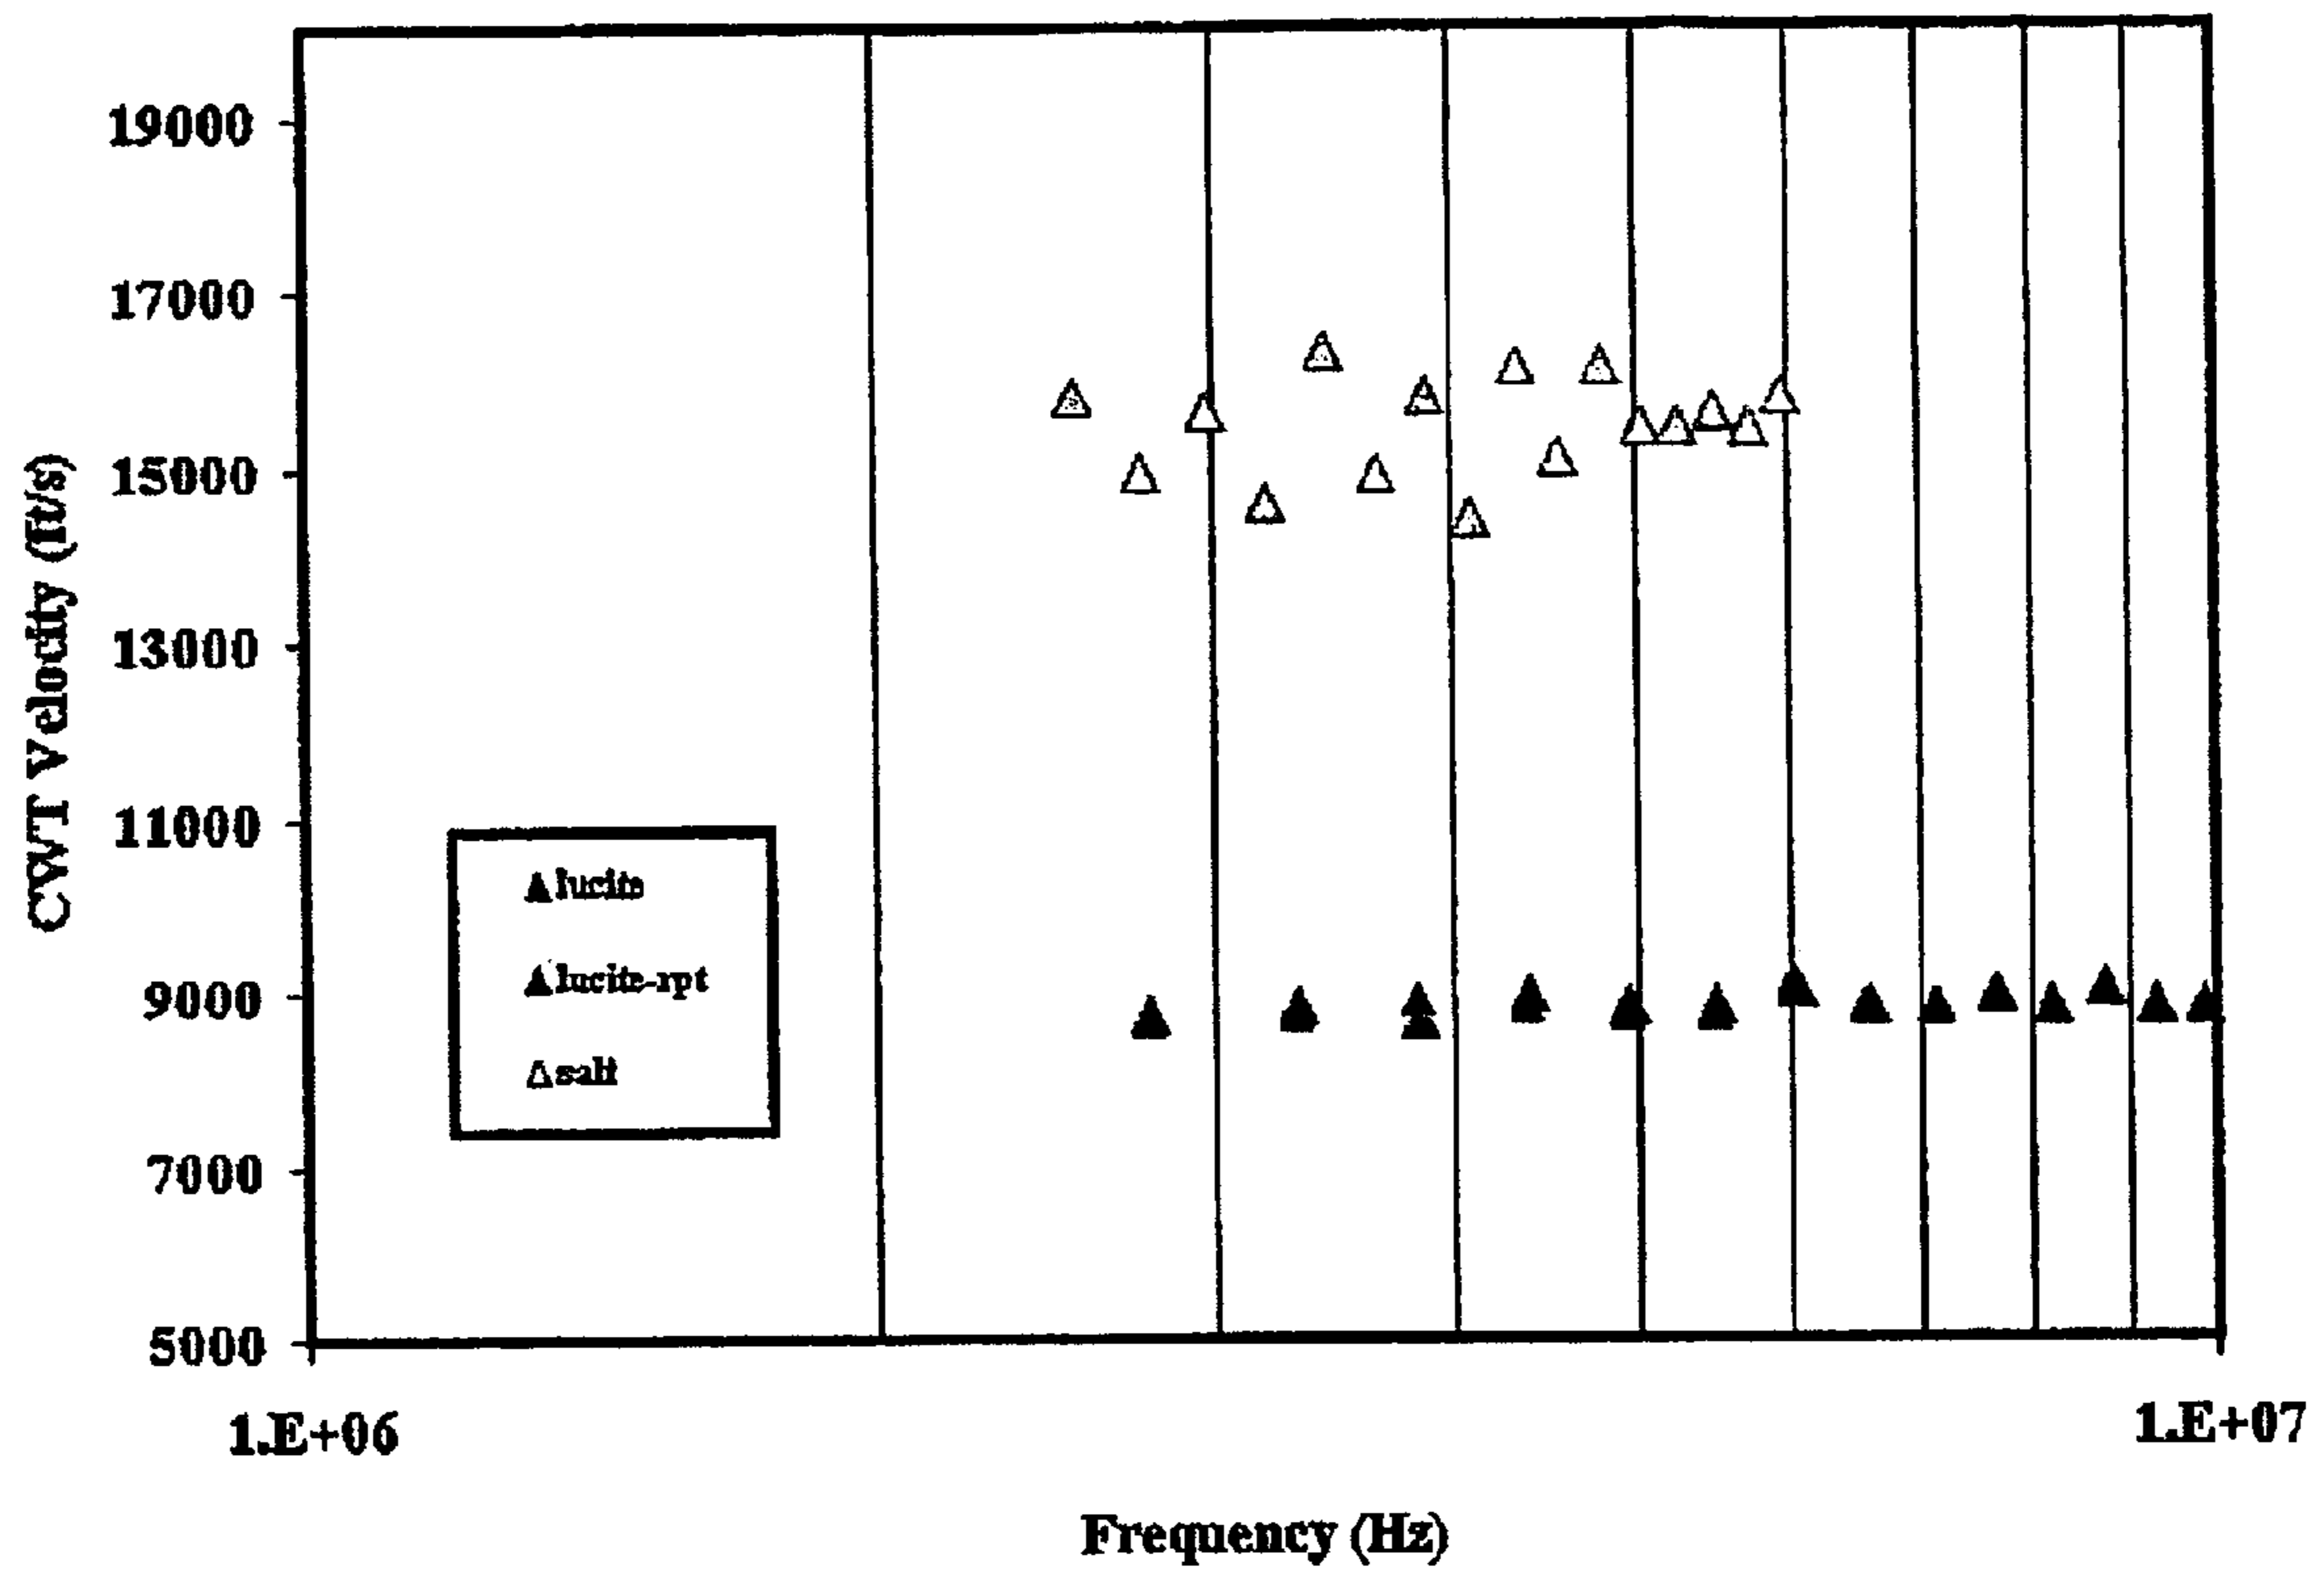 19000
17000
15000
13000
11000
9000
7000
5000
CWT Velocity (ft/s)
lucite
lucite-rpt
salt
1.E+06
1.E+07
Frequency (Hz)